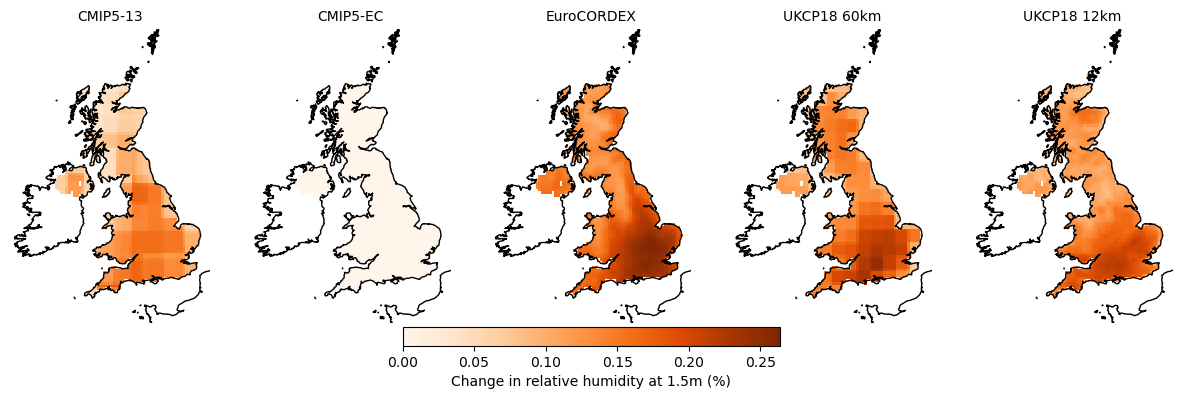 CMIP5-13 CMIP5-EC EuroCORDEX UKCP18 60km UKCP18 12km
0.00 0.05 0.10 0.15 0.20 0.25
Change in relative humidity at 1.5m (%)